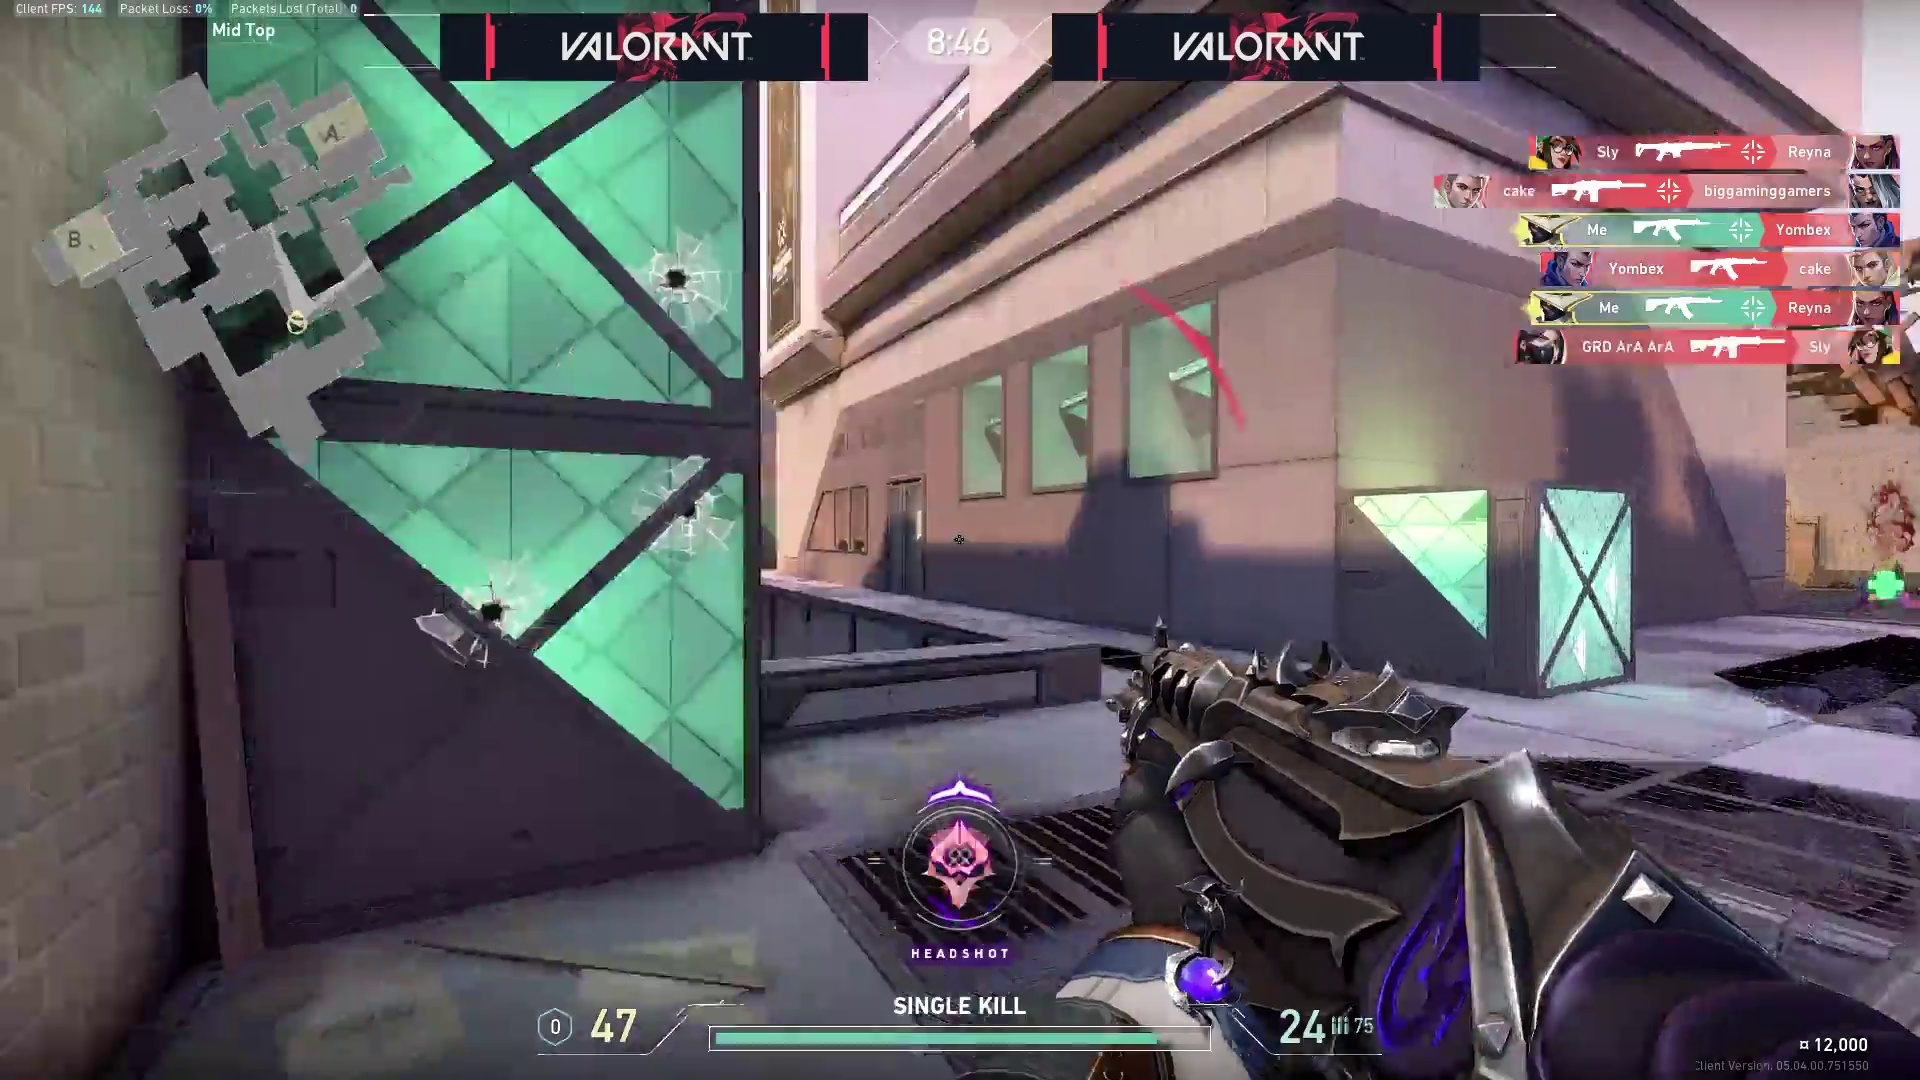 Client FPS: 144 Packet Loss: 0% Packets Lost (Total): 0
Mid Top
VALORANT
8:46
VALORANT
A
B
Sly Reyna
cake biggaminggamers
Me Yombex
Yombex cake
Me Reyna
GRD ArA ArA Sly
HEADSHOT
SINGLE KILL
0 47
24 75
¤ 12,000
Client Version: 05.04.00.751550